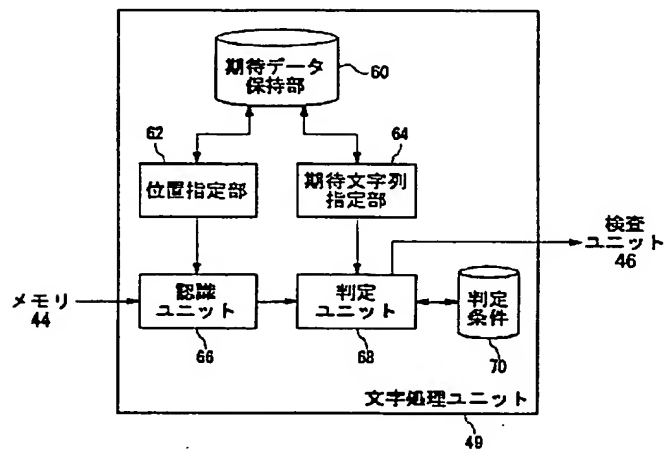 期待データ
保持部
60
62
64
位置指定部
期待文字列
指定部
検査
ユニット
46
メモリ
44
認識
ユニット
判定
ユニット
判定
条件
66
68
70
文字処理ユニット
49